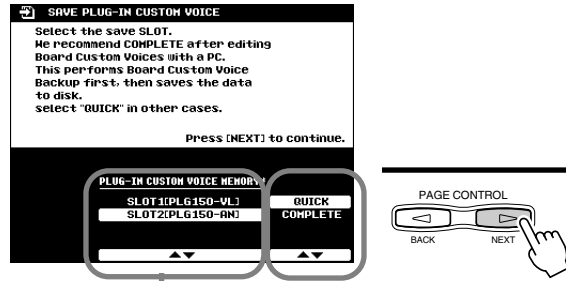 SAVE PLUG-IN CUSTOM VOICE
Select the save SLOT.
We recommend COMPLETE after editing
Board Custom Voices with a PC.
This performs Board Custom Voice
Backup first, then saves the data
to disk.
select "QUICK" in other cases.
Press [NEXT] to continue.
PLUG-IN CUSTOM VOICE MEMORY*
SLOT1[PLG150-VL]
SLOT2[PLG150-AN]
QUICK
COMPLETE
PAGE CONTROL
BACK
NEXT